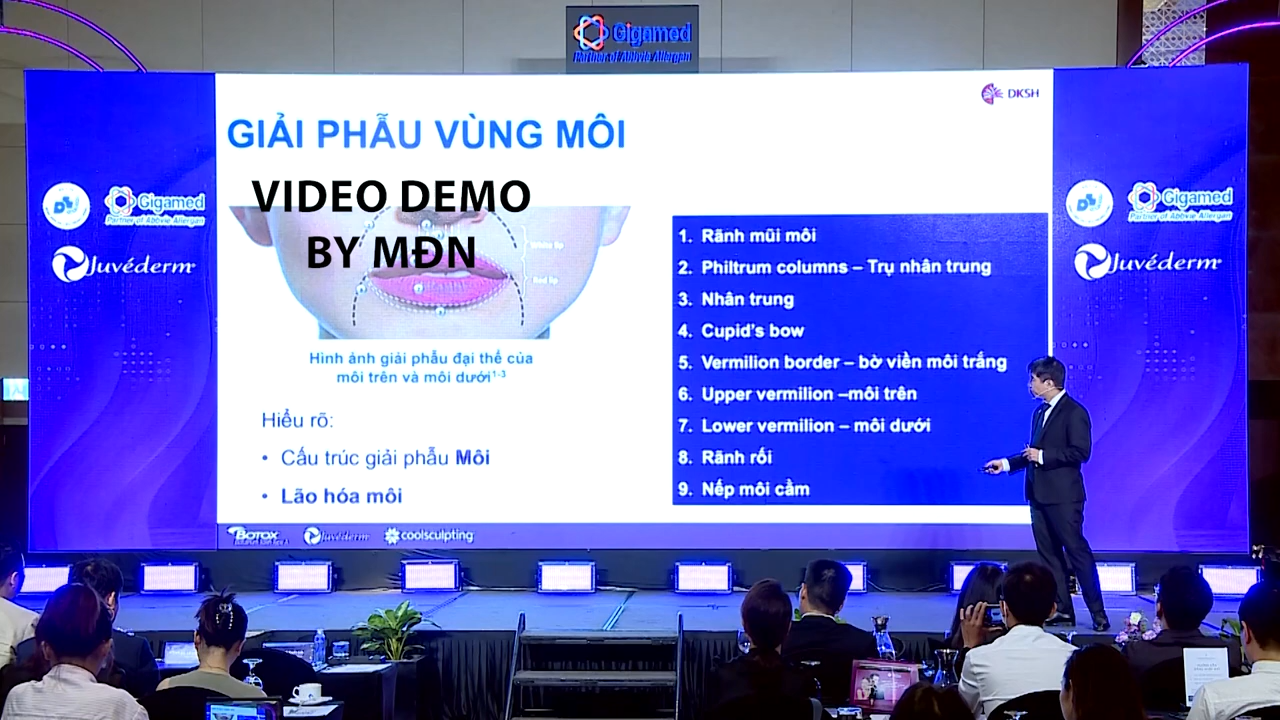 Gigamed
Partner of Abbvie Allergan
DKSH
GIẢI PHẪU VÙNG MÔI
VIDEO DEMO
BY MĐN
White lip
Red lip
Hình ảnh giải phẫu đại thể của
môi trên và môi dưới1-3
Hiểu rõ:
• Cấu trúc giải phẫu Môi
• Lão hóa môi
1. Rãnh mũi môi
2. Philtrum columns – Trụ nhân trung
3. Nhân trung
4. Cupid's bow
5. Vermilion border – bờ viền môi trắng
6. Upper vermilion –môi trên
7. Lower vermilion – môi dưới
8. Rãnh rối
9. Nếp môi cằm
Gigamed
Partner of Abbvie Allergan
Juvéderm
Gigamed
Partner of Abbvie Allergan
Juvéderm
BOTOX
Juvéderm
coolsculpting